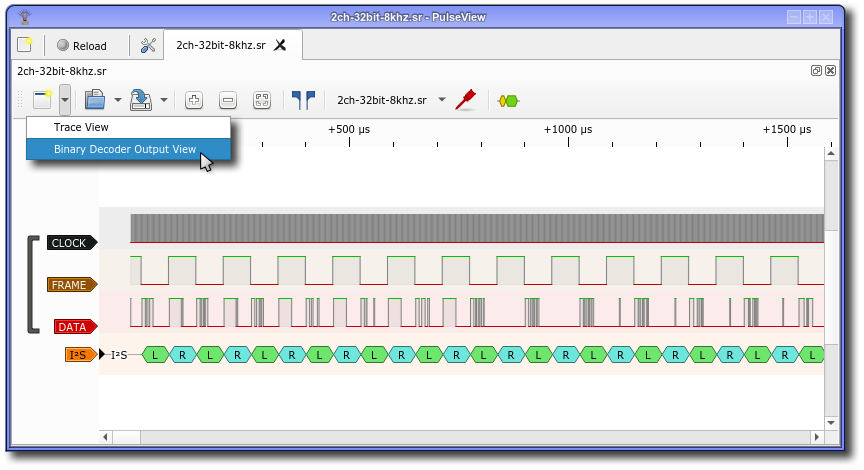 2ch-32bit-8khz.sr - PulseView
Reload
2ch-32bit-8khz.sr
2ch-32bit-8khz.sr
2ch-32bit-8khz.sr
Trace View
Binary Decoder Output View
+500 µs +1000 µs +1500 µs
CLOCK
FRAME
DATA
I²S I²S L R L R L R L R L R L R L R L R L R L R L R L R L